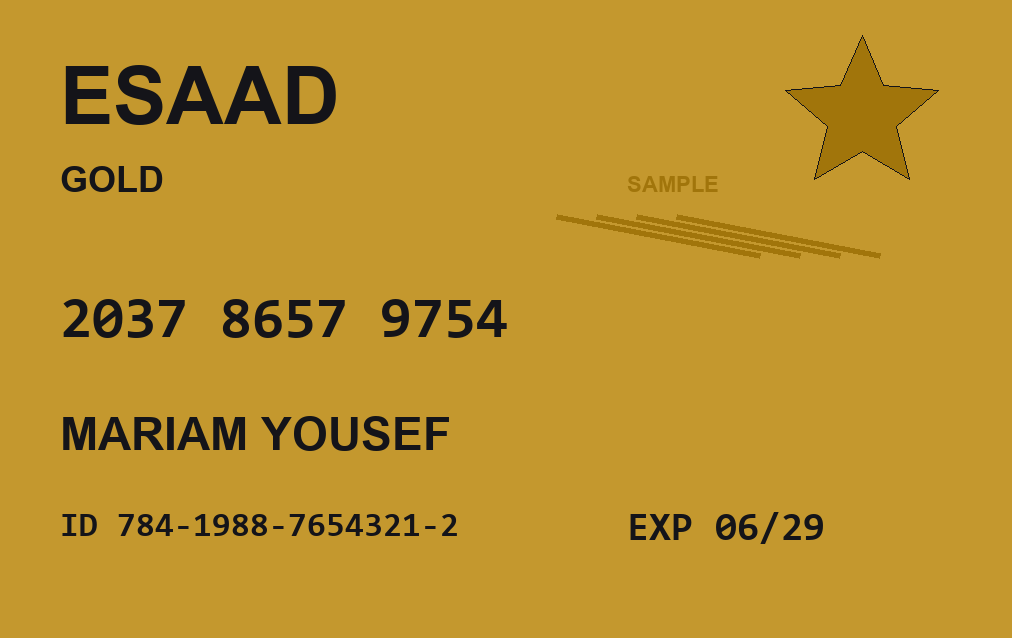 ESAAD
GOLD
SAMPLE
2037 8657 9754
MARIAM YOUSEF
ID 784-1988-7654321-2
EXP 06/29